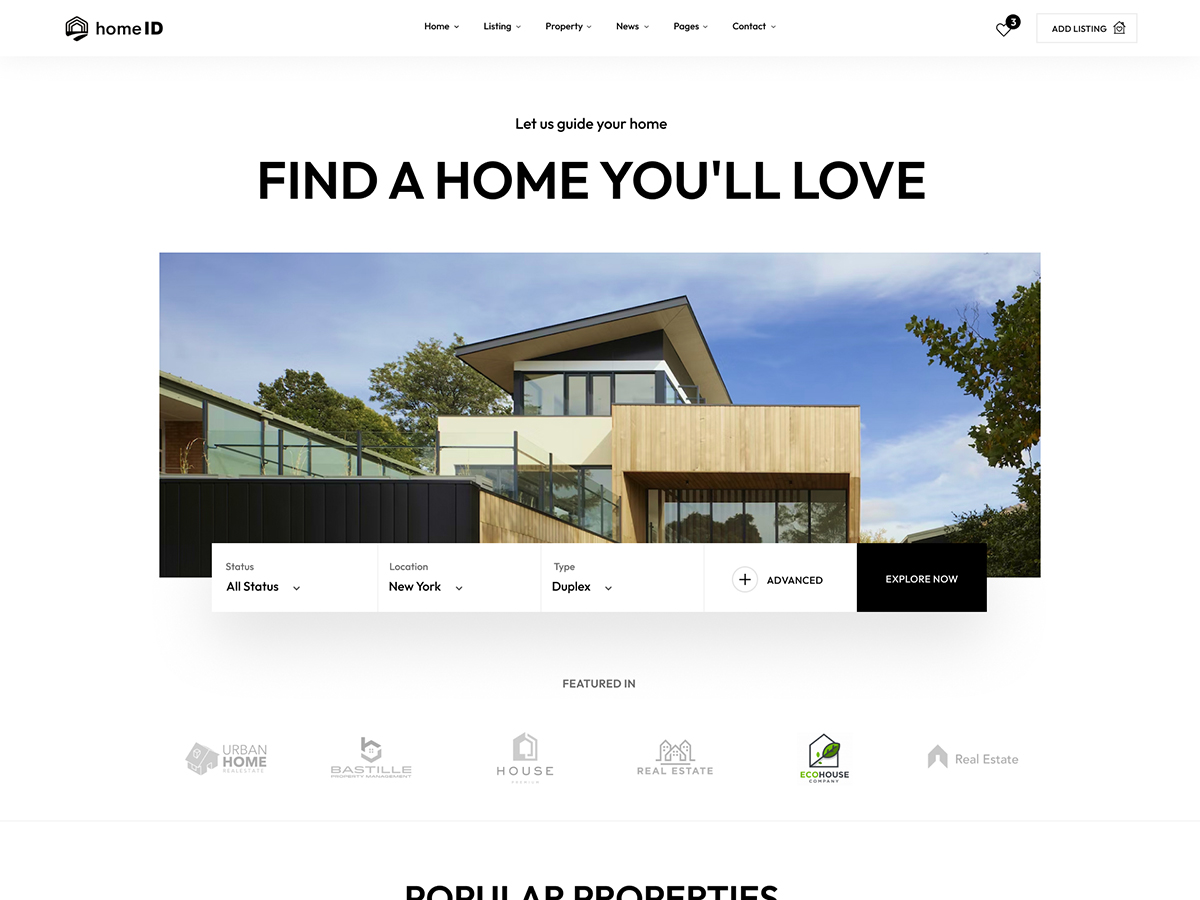 home ID
Home
Listing
Property
News
Pages
Contact
3
ADD LISTING
Let us guide your home
FIND A HOME YOU'LL LOVE
Status
All Status
Location
New York
Type
Duplex
ADVANCED
EXPLORE NOW
FEATURED IN
URBAN
HOME
REALESTATE
BASTILLE
PROPERTY MANAGEMENT
HOUSE
PREMIUM
REAL ESTATE
ECOHOUSE
COMPANY
Real Estate
POPULAR PROPERTIES